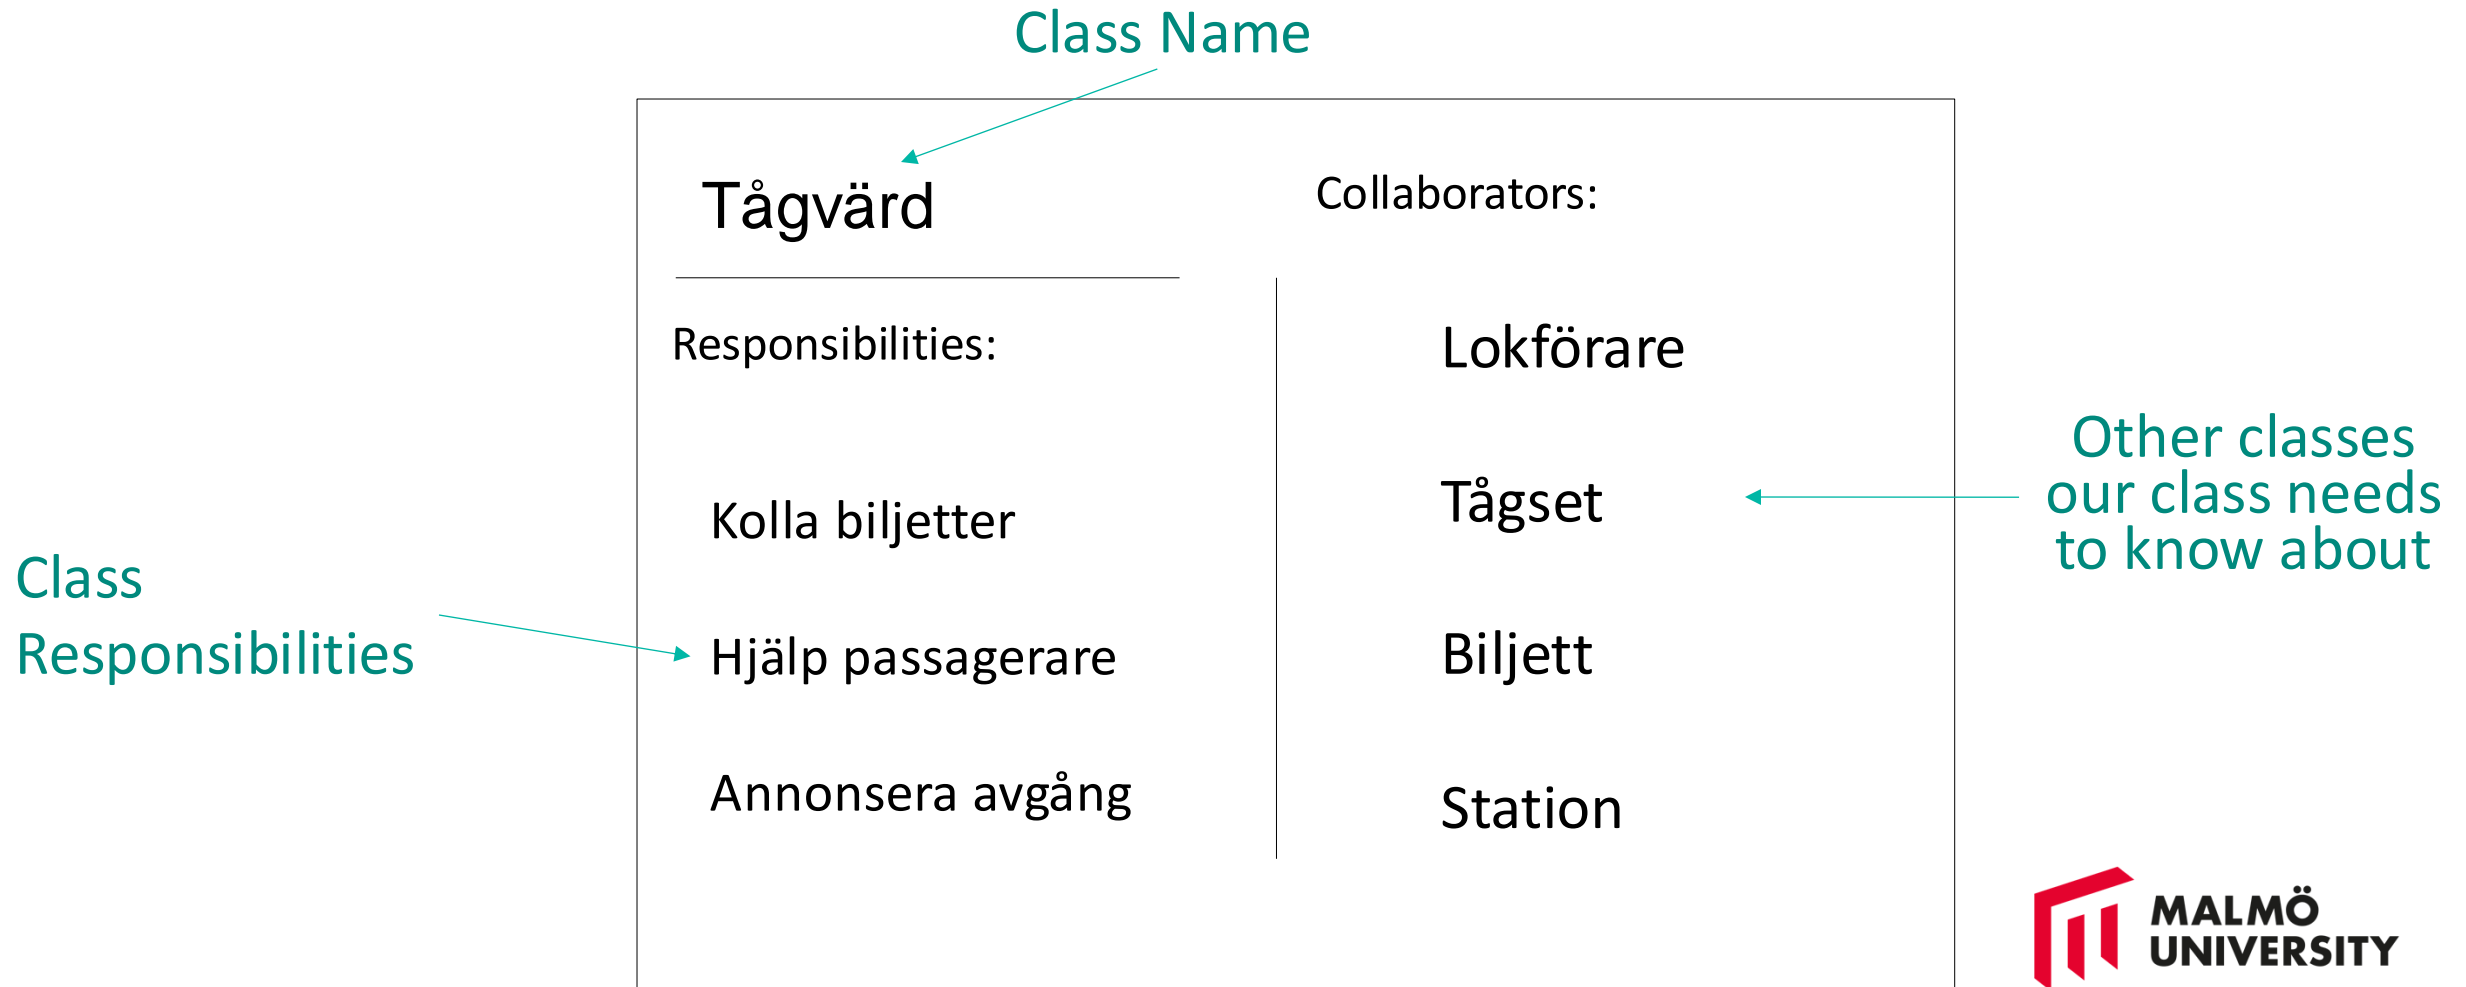 Class Name
Tågvärd
Collaborators:
Responsibilities:
Lokförare
Tågset
Kolla biljetter
Hjälp passagerare
Biljett
Annonsera avgång
Station
Class
Responsibilities
Other classes
our class needs
to know about
MALMÖ
UNIVERSITY